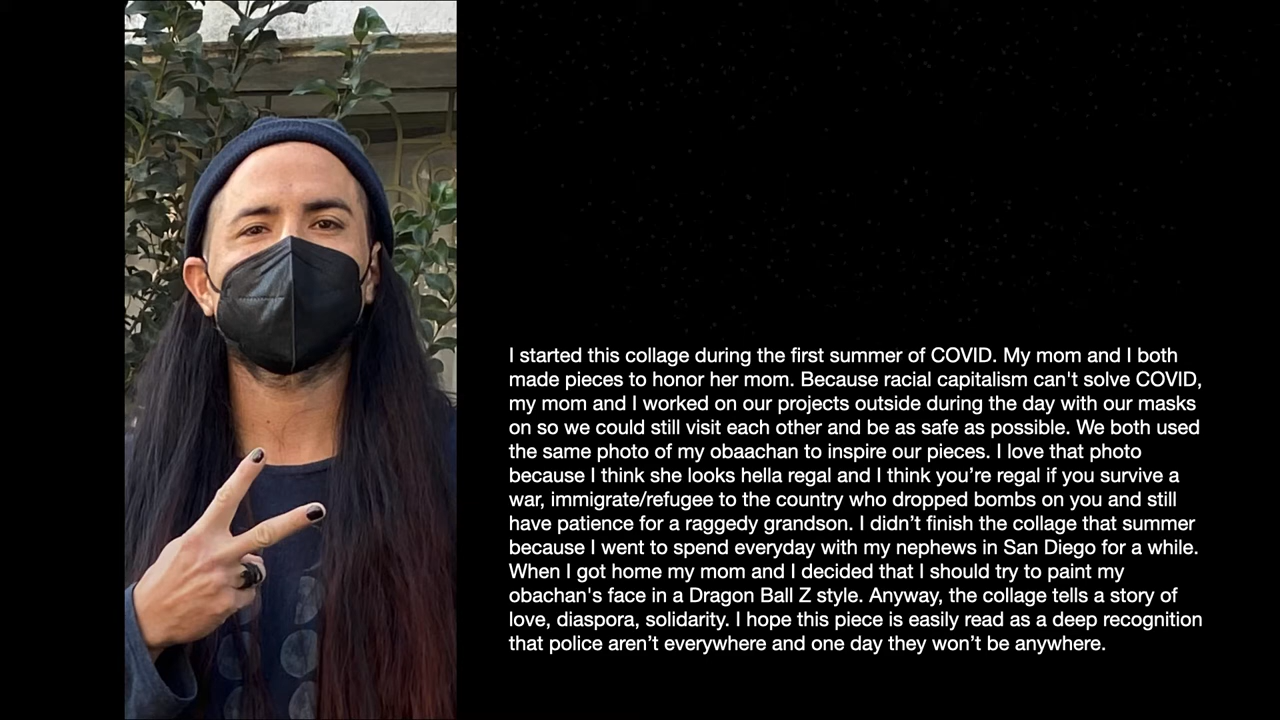 I started this collage during the first summer of COVID. My mom and I both
made pieces to honor her mom. Because racial capitalism can't solve COVID,
my mom and I worked on our projects outside during the day with our masks
on so we could still visit each other and be as safe as possible. We both used
the same photo of my obaachan to inspire our pieces. I love that photo
because I think she looks hella regal and I think you’re regal if you survive a
war, immigrate/refugee to the country who dropped bombs on you and still
have patience for a raggedy grandson. I didn’t finish the collage that summer
because I went to spend everyday with my nephews in San Diego for a while.
When I got home my mom and I decided that I should try to paint my
obachan's face in a Dragon Ball Z style. Anyway, the collage tells a story of
love, diaspora, solidarity. I hope this piece is easily read as a deep recognition
that police aren’t everywhere and one day they won’t be anywhere.